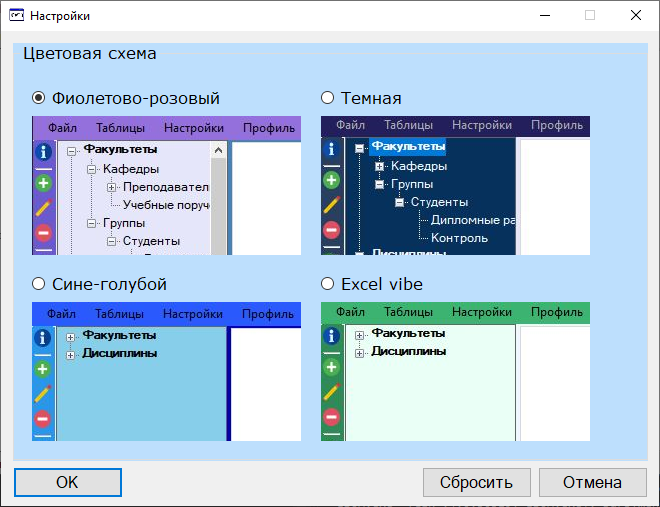 Настройки
Цветовая схема
Фиолетово-розовый
Темная
Файл Таблицы Настройки Профиль
Факультеты
Кафедры
Преподавател
Учебные поруч
Группы
Студенты
Файл Таблицы Настройки Профиль
Факультеты
Кафедры
Группы
Студенты
Дипломные ра
Контроль
Дисциплины
Сине-голубой
Excel vibe
Файл Таблицы Настройки Профиль
Факультеты
Дисциплины
Файл Таблицы Настройки Профиль
Факультеты
Дисциплины
OK
Сбросить
Отмена